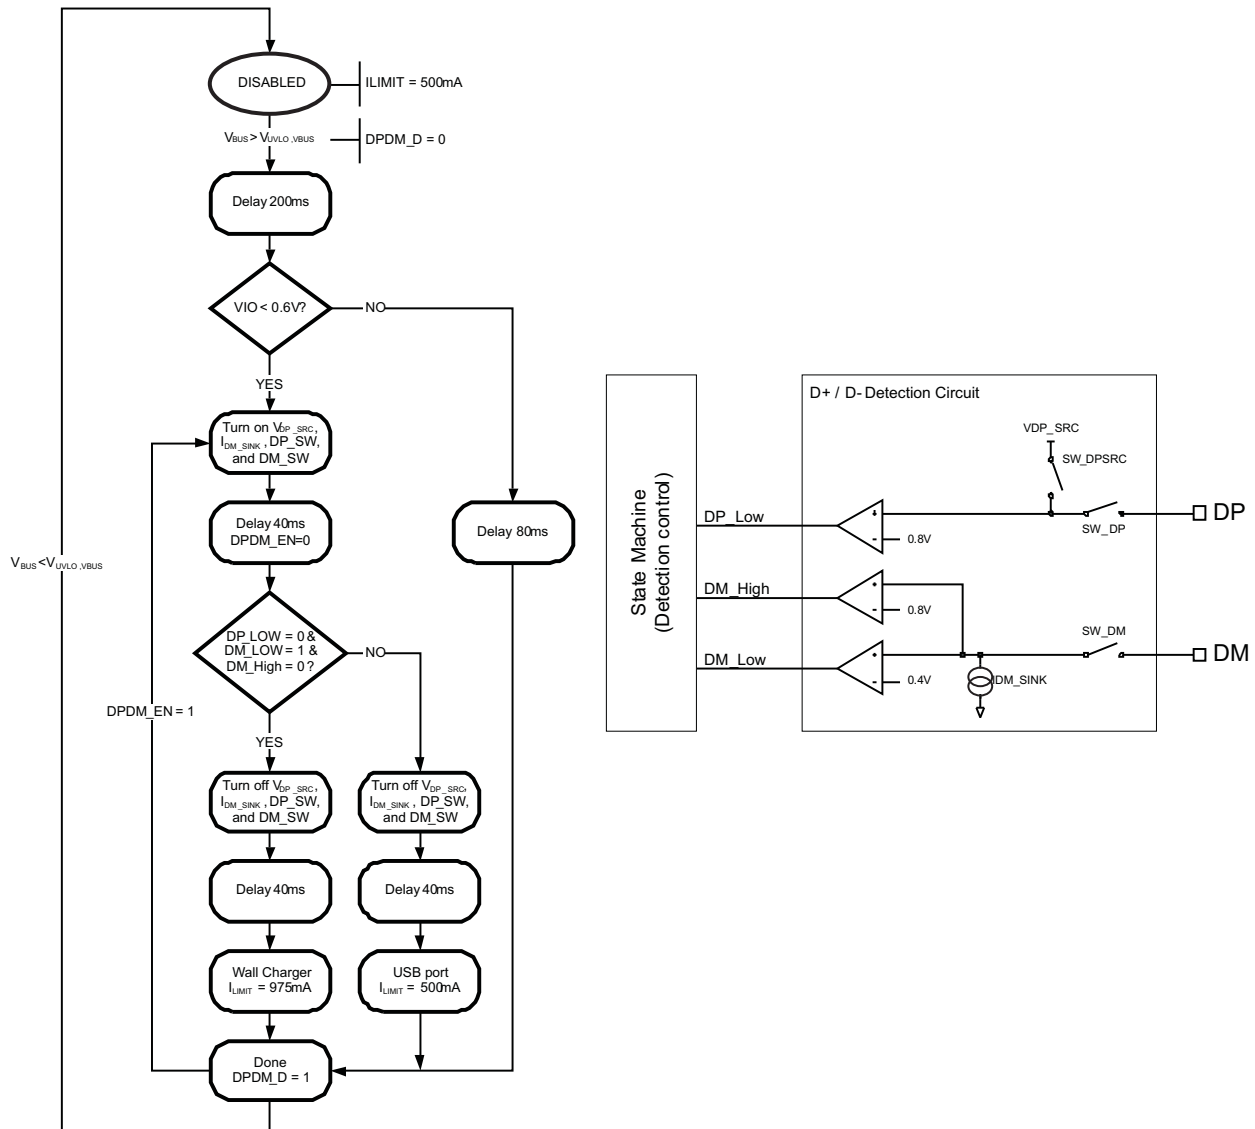 DISABLED
ILIMIT = 500mA
VBUS > VUVLO,VBUS
DPDM_D = 0
Delay 200ms
VIO < 0.6V?
NO
YES
Turn on VDP_SRC,
IDM_SINK, DP_SW,
and DM_SW
Delay 40ms
DPDM_EN=0
Delay 80ms
VBUS<VUVLO,VBUS
DP_LOW = 0 &
DM_LOW = 1 &
DM_High = 0 ?
NO
DPDM_EN = 1
YES
Turn off VDP_SRC,
IDM_SINK, DP_SW,
and DM_SW
Turn off VDP_SRC,
IDM_SINK, DP_SW,
and DM_SW
Delay 40ms
Delay 40ms
Wall Charger
ILIMIT = 975mA
USB port
ILIMIT = 500mA
Done
DPDM_D = 1
State Machine
(Detection control)
D+ / D- Detection Circuit
VDP_SRC
SW_DPSRC
DP_Low
+
-
0.8V
SW_DP
DP
DM_High
+
-
0.8V
SW_DM
DM
DM_Low
+
-
0.4V
IDM_SINK